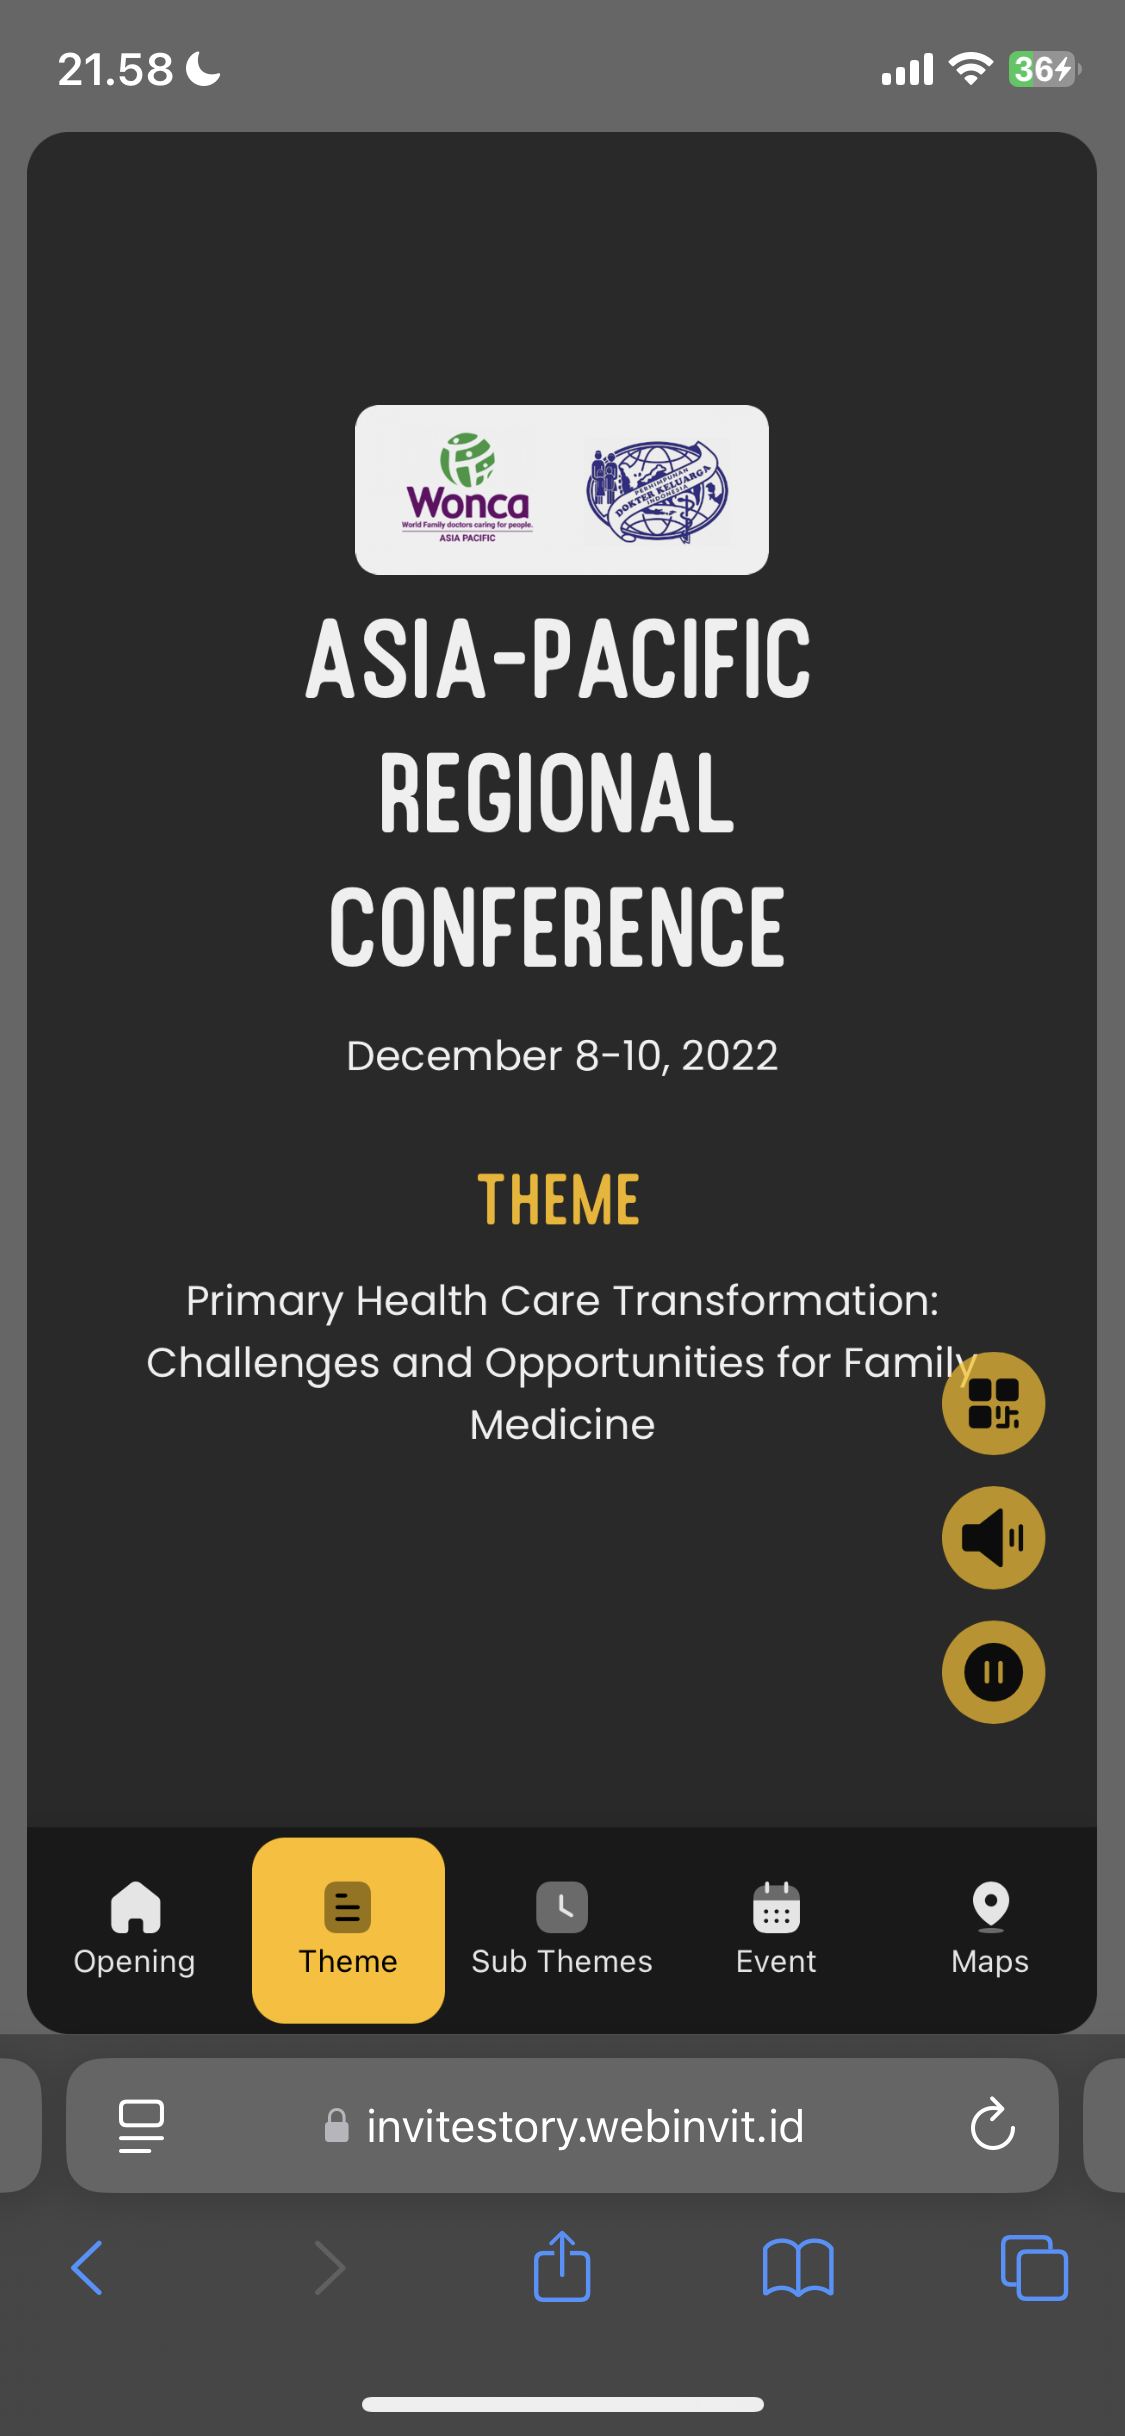 21.58
36
Wonca
World Family doctors caring for people.
ASIA PACIFIC
PERHIMPUNAN
DOKTER KELUARGA
INDONESIA
ASIA-PACIFIC
REGIONAL
CONFERENCE
December 8-10, 2022
THEME
Primary Health Care Transformation:
Challenges and Opportunities for Family
Medicine
Opening
Theme
Sub Themes
Event
Maps
invitestory.webinvit.id